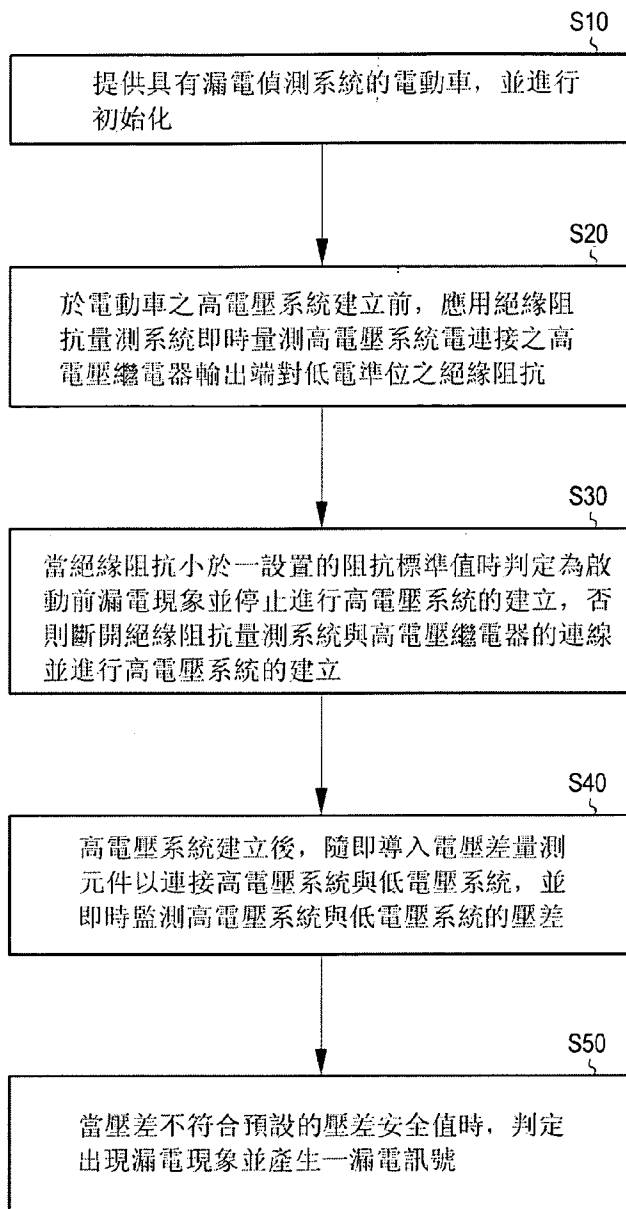 S10
提供具有漏電偵測系統的電動車，並進行
初始化
S20
於電動車之高電壓系統建立前，應用絕緣阻
抗量測系統即時量測高電壓系統電連接之高
電壓繼電器輸出端對低電準位之絕緣阻抗
S30
當絕緣阻抗小於一設置的阻抗標準值時判定為啟
動前漏電現象並停止進行高電壓系統的建立，否
則斷開絕緣阻抗量測系統與高電壓繼電器的連線
並進行高電壓系統的建立
S40
高電壓系統建立後，隨即導入電壓差量測
元件以連接高電壓系統與低電壓系統，並
即時監測高電壓系統與低電壓系統的壓差
S50
當壓差不符合預設的壓差安全值時，判定
出現漏電現象並產生一漏電訊號